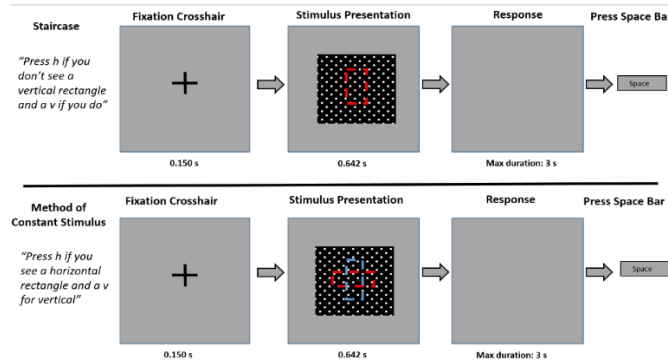 Staircase
Fixation Crosshair
Stimulus Presentation
Response
Press Space Bar
“Press h if you
don’t see a
vertical rectangle
and a v if you do”
Space
0.150 s
0.642 s
Max duration: 3 s
Method of
Constant Stimulus
Fixation Crosshair
Stimulus Presentation
Response
Press Space Bar
“Press h if you
see a horizontal
rectangle and a v
for vertical”
Space
0.150 s
0.642 s
Max duration: 3 s